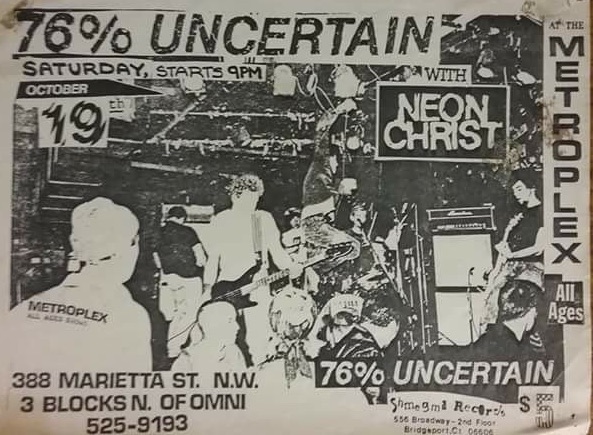 76% UNCERTAIN
SATURDAY, STARTS 9PM
WITH
AT THE
METROPLEX
OCTOBER
19th
NEON
CHRIST
METROPLEX
ALL AGES SHOWS
All
Ages
76% UNCERTAIN
388 MARIETTA ST. N.W.
3 BLOCKS N. OF OMNI
525-9193
Shmegma Records
556 Broadway-2nd Floor
Bridgeport, Ct 06606
$5